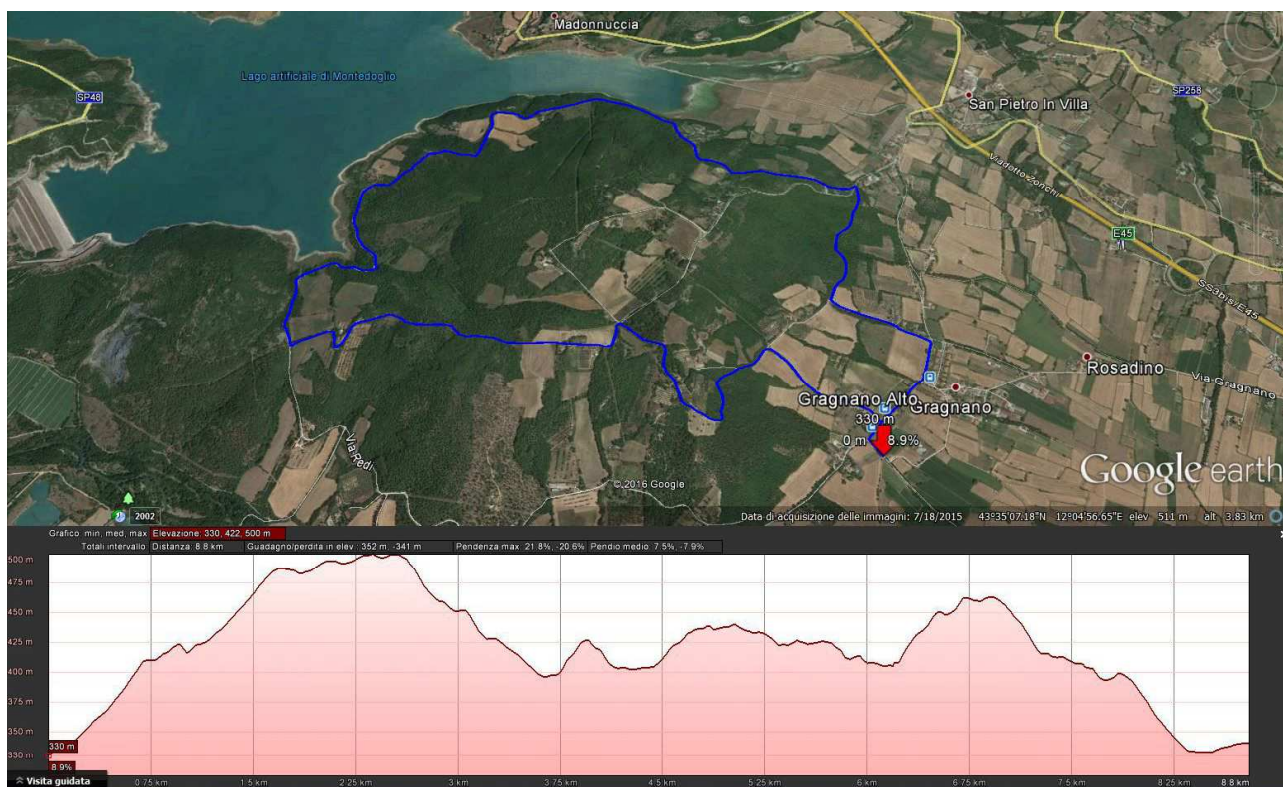 Madonnuccia
Lago artificiale di Montedoglio
SP48
SP258
San Pietro In Villa
Viadotto Zonchi
E45
SS3bis/E45
Rosadino
Via Gragnano
Gragnano Alto
Gragnano
330 m
0 m
8.9%
Via Redi
Google earth
© 2016 Google
2002
Data di acquisizione delle immagini: 7/18/2015 43°35'07.18"N 12°04'56.65"E elev 511 m alt 3.83 km
Grafico: min, med, max Elevazione: 330, 422, 500 m
Totali intervallo: Distanza: 8.8 km Guadagno/perdita in elev.: 352 m, -341 m Pendenza max: 21.8%, -20.6% Pendio medio: 7.5%, -7.9%
500 m
475 m
450 m
425 m
400 m
375 m
350 m
330 m
330 m
8.9%
Visita guidata
0.75 km 1.5 km 2.25 km 3 km 3.75 km 4.5 km 5.25 km 6 km 6.75 km 7.5 km 8.25 km 8.8 km